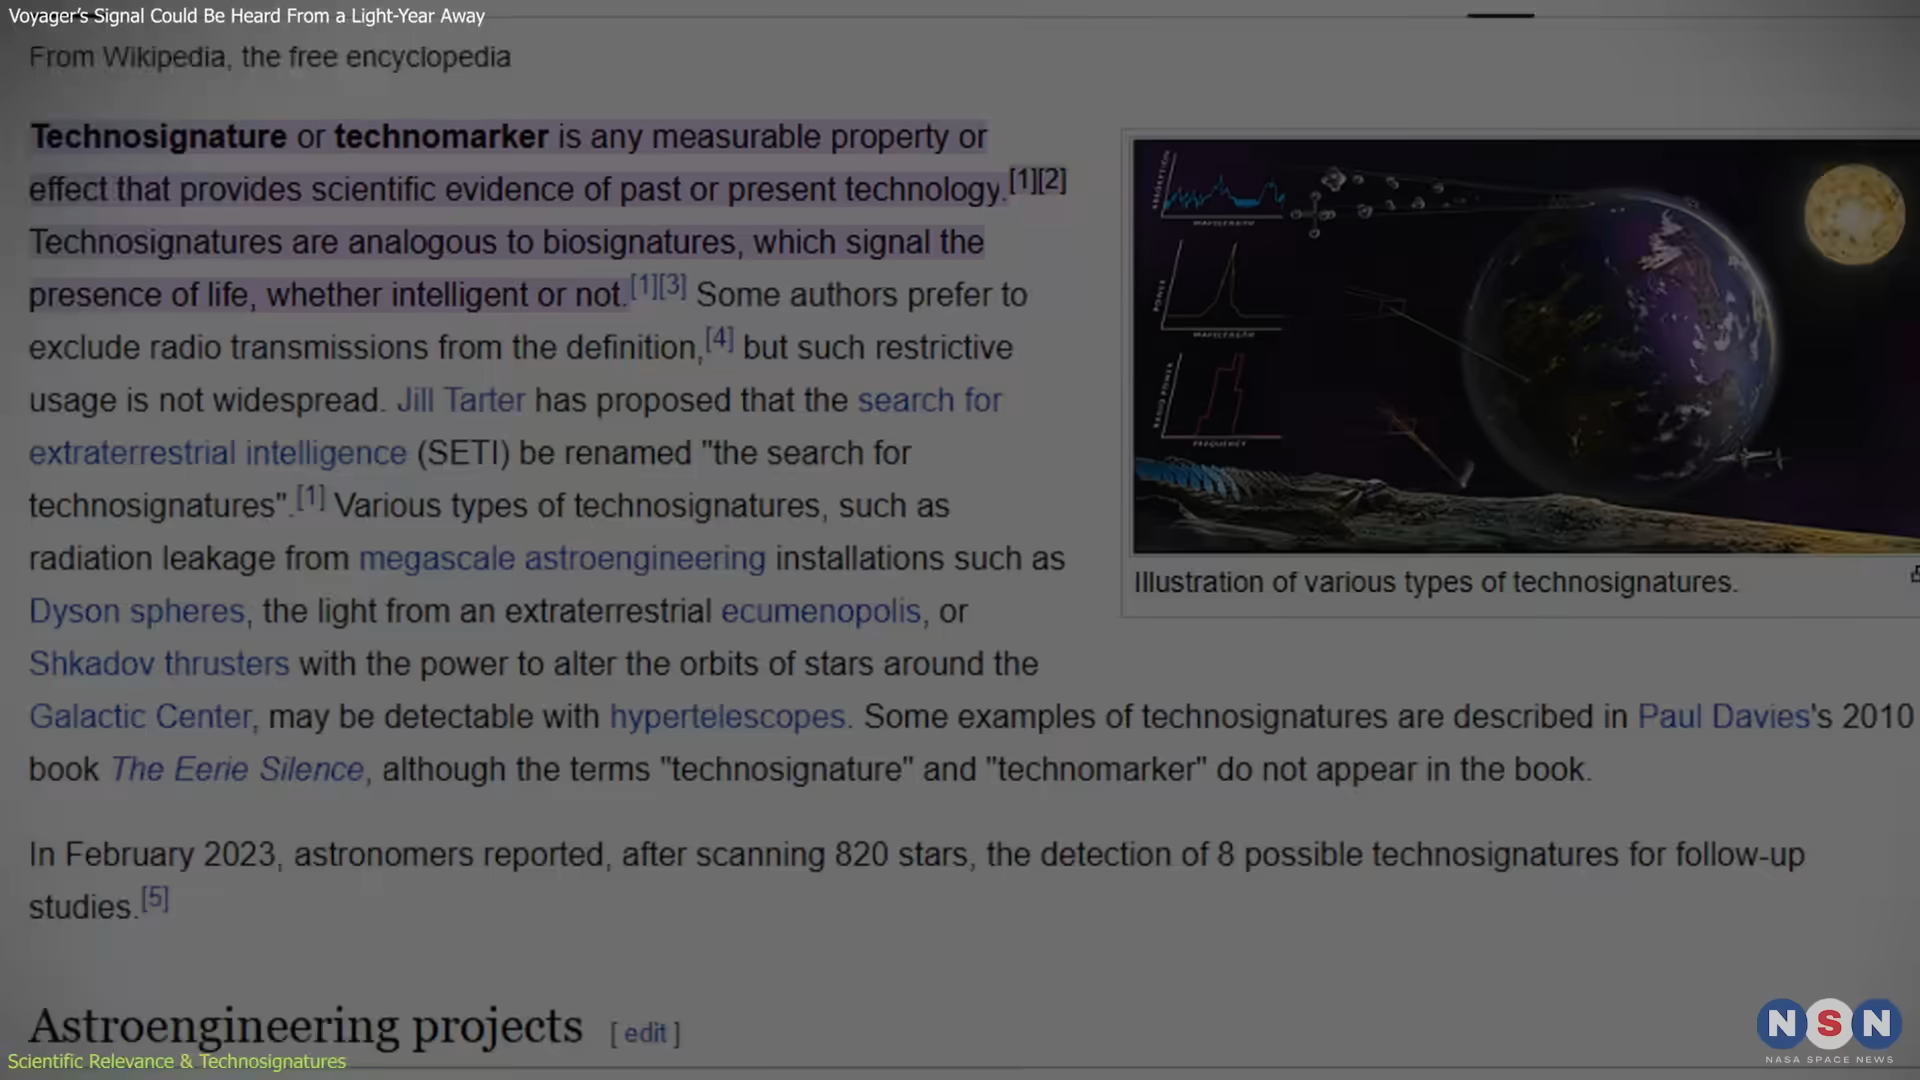 Voyager's Signal Could Be Heard From a Light-Year Away
From Wikipedia, the free encyclopedia
Technosignature or technomarker is any measurable property or
effect that provides scientific evidence of past or present technology.[1][2]
Technosignatures are analogous to biosignatures, which signal the
presence of life, whether intelligent or not.[1][3] Some authors prefer to
exclude radio transmissions from the definition,[4] but such restrictive
usage is not widespread. Jill Tarter has proposed that the search for
extraterrestrial intelligence (SETI) be renamed "the search for
technosignatures".[1] Various types of technosignatures, such as
radiation leakage from megascale astroengineering installations such as
Dyson spheres, the light from an extraterrestrial ecumenopolis, or
Shkadov thrusters with the power to alter the orbits of stars around the
Galactic Center, may be detectable with hypertelescopes. Some examples of technosignatures are described in Paul Davies's 2010
book The Eerie Silence, although the terms "technosignature" and "technomarker" do not appear in the book.
ABSORPTION
WAVELENGTH
POWER
WAVELENGTH
RADIO POWER
FREQUENCY
Illustration of various types of technosignatures.
In February 2023, astronomers reported, after scanning 820 stars, the detection of 8 possible technosignatures for follow-up
studies.[5]
Astroengineering projects [ edit ]
Scientific Relevance & Technosignatures
NSN
NASA SPACE NEWS